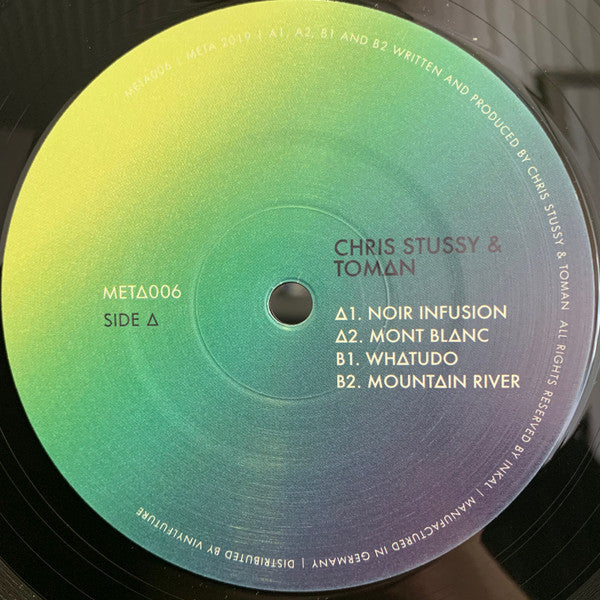 META006 | META 2019 | A1, A2, B1 AND B2 WRITTEN AND PRODUCED BY CHRIS STUSSY & TOMAN ALL RIGHTS RESERVED BY INKAL | MANUFACTURED IN GERMANY | DISTRIBUTED BY VINYLFUTURE
CHRIS STUSSY &
TOMΔN
METΔ006
SIDE Δ
Δ1. NOIR INFUSION
Δ2. MONT BLΔNC
B1. WHΔTUDO
B2. MOUNTΔIN RIVER